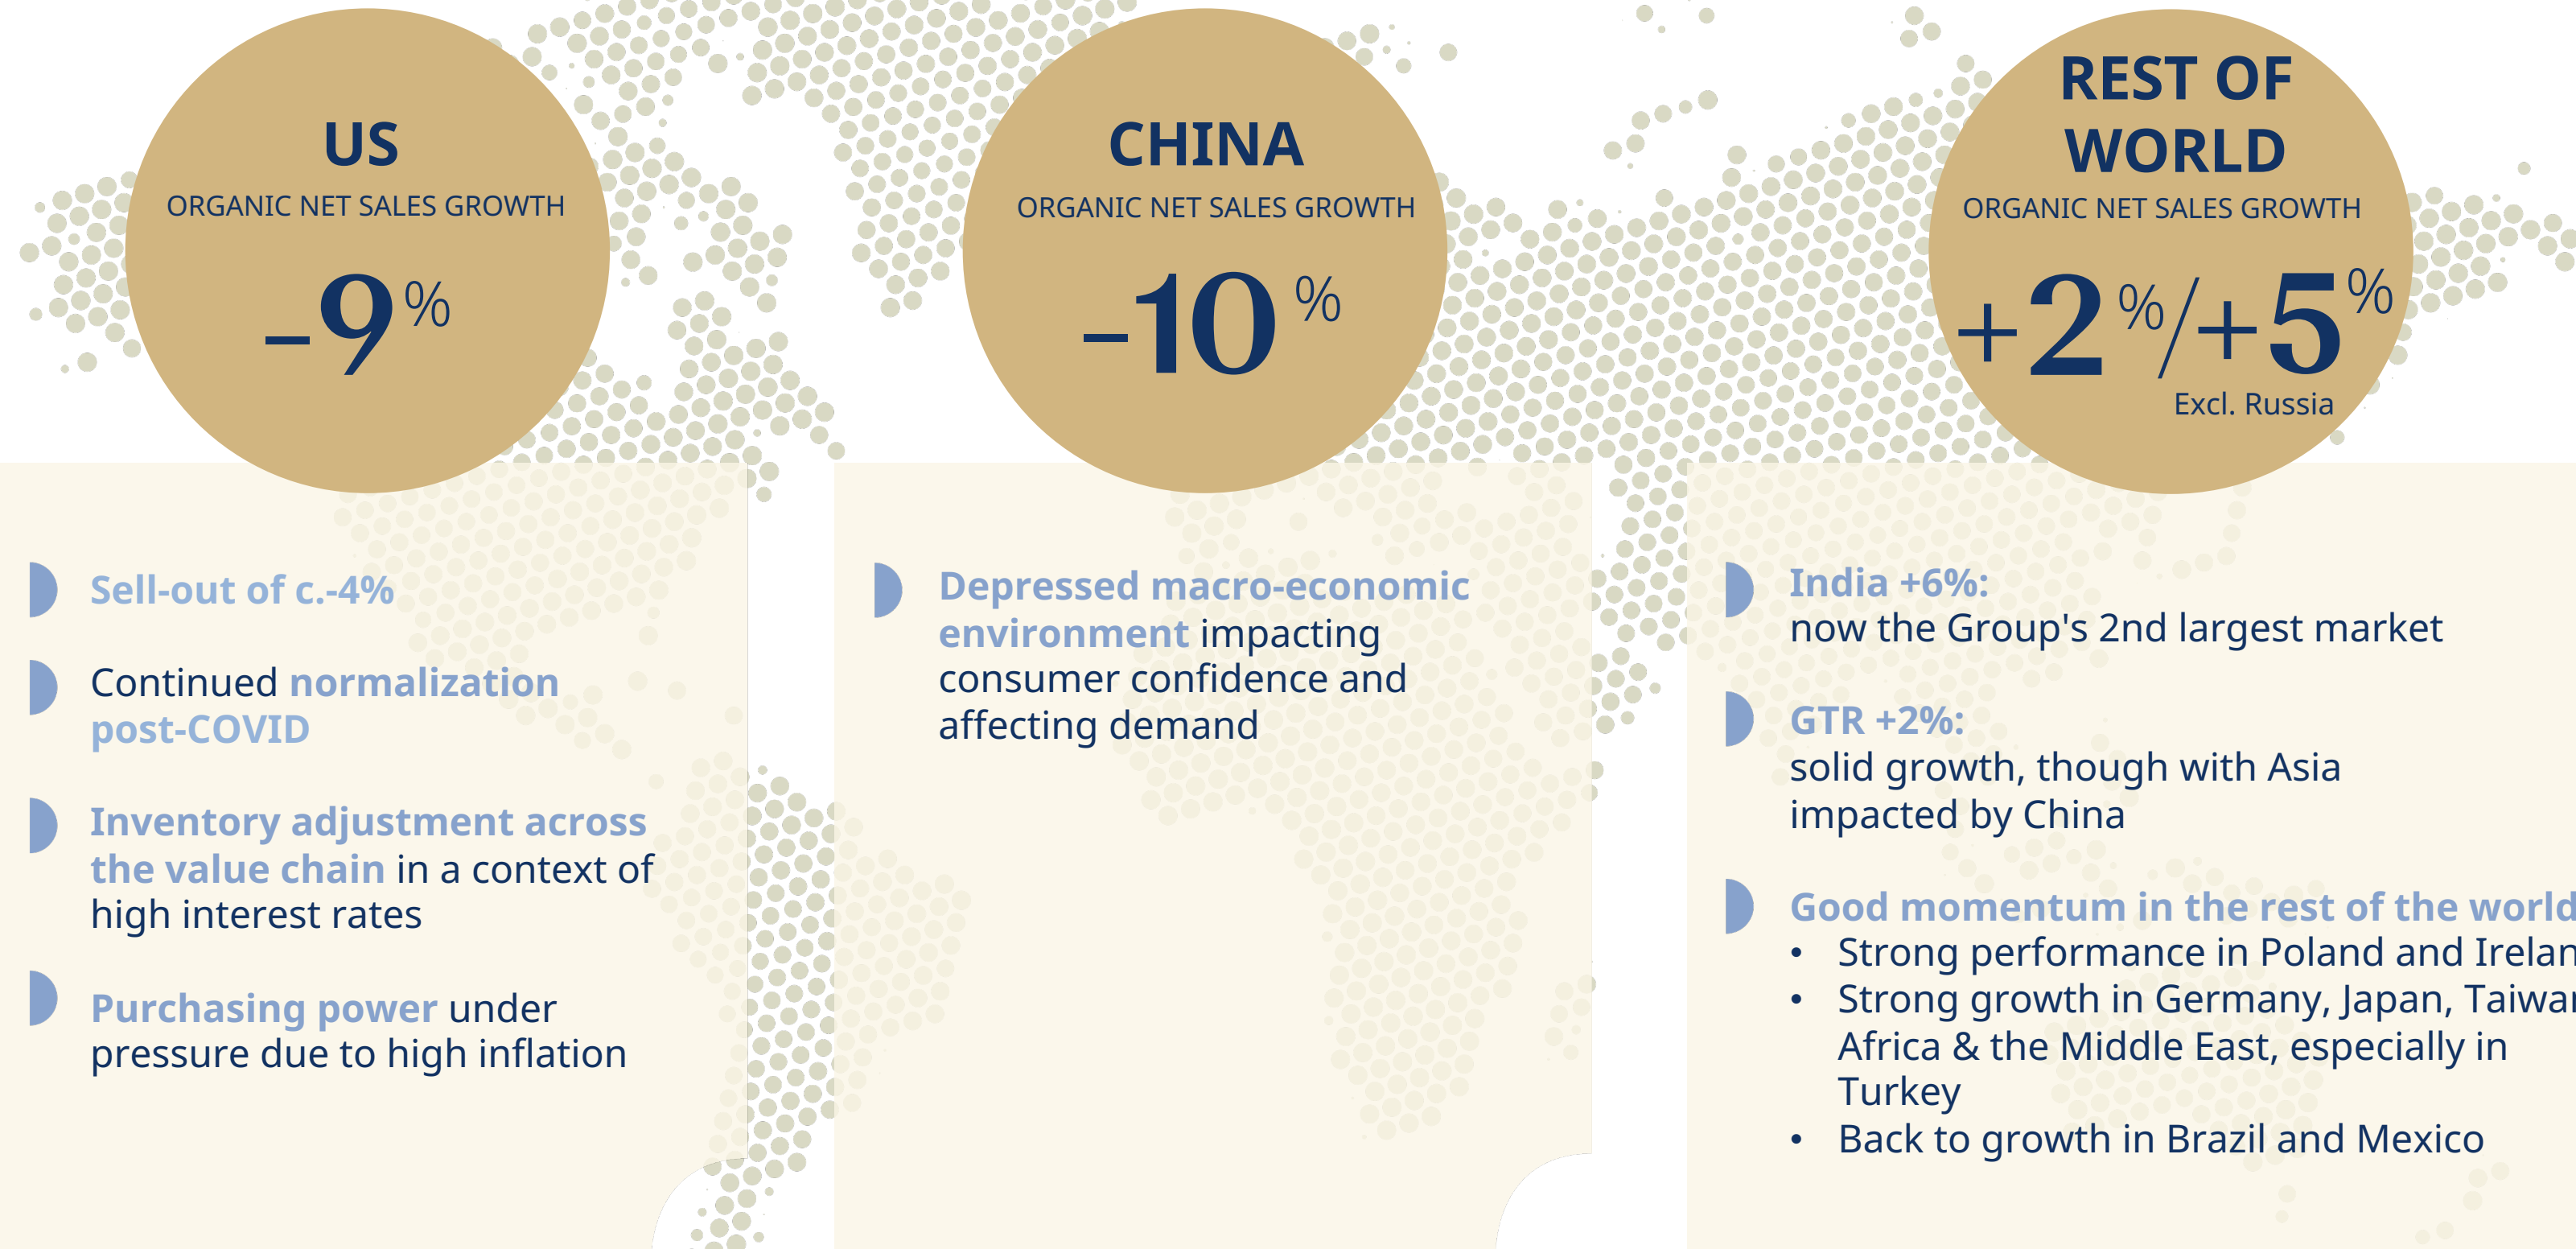 US
ORGANIC NET SALES GROWTH
-9%
Sell-out of c.-4%
Continued normalization
post-COVID
Inventory adjustment across
the value chain in a context of
high interest rates
Purchasing power under
pressure due to high inflation
CHINA
ORGANIC NET SALES GROWTH
-10%
Depressed macro-economic
environment impacting
consumer confidence and
affecting demand
REST OF
WORLD
ORGANIC NET SALES GROWTH
+2%/+5%
Excl. Russia
India +6%:
now the Group's 2nd largest market
GTR +2%:
solid growth, though with Asia
impacted by China
Good momentum in the rest of the world
• Strong performance in Poland and
• Strong growth in Germany, Japan,
Africa & the Middle East, especially in
Turkey
• Back to growth in Brazil and Mexico